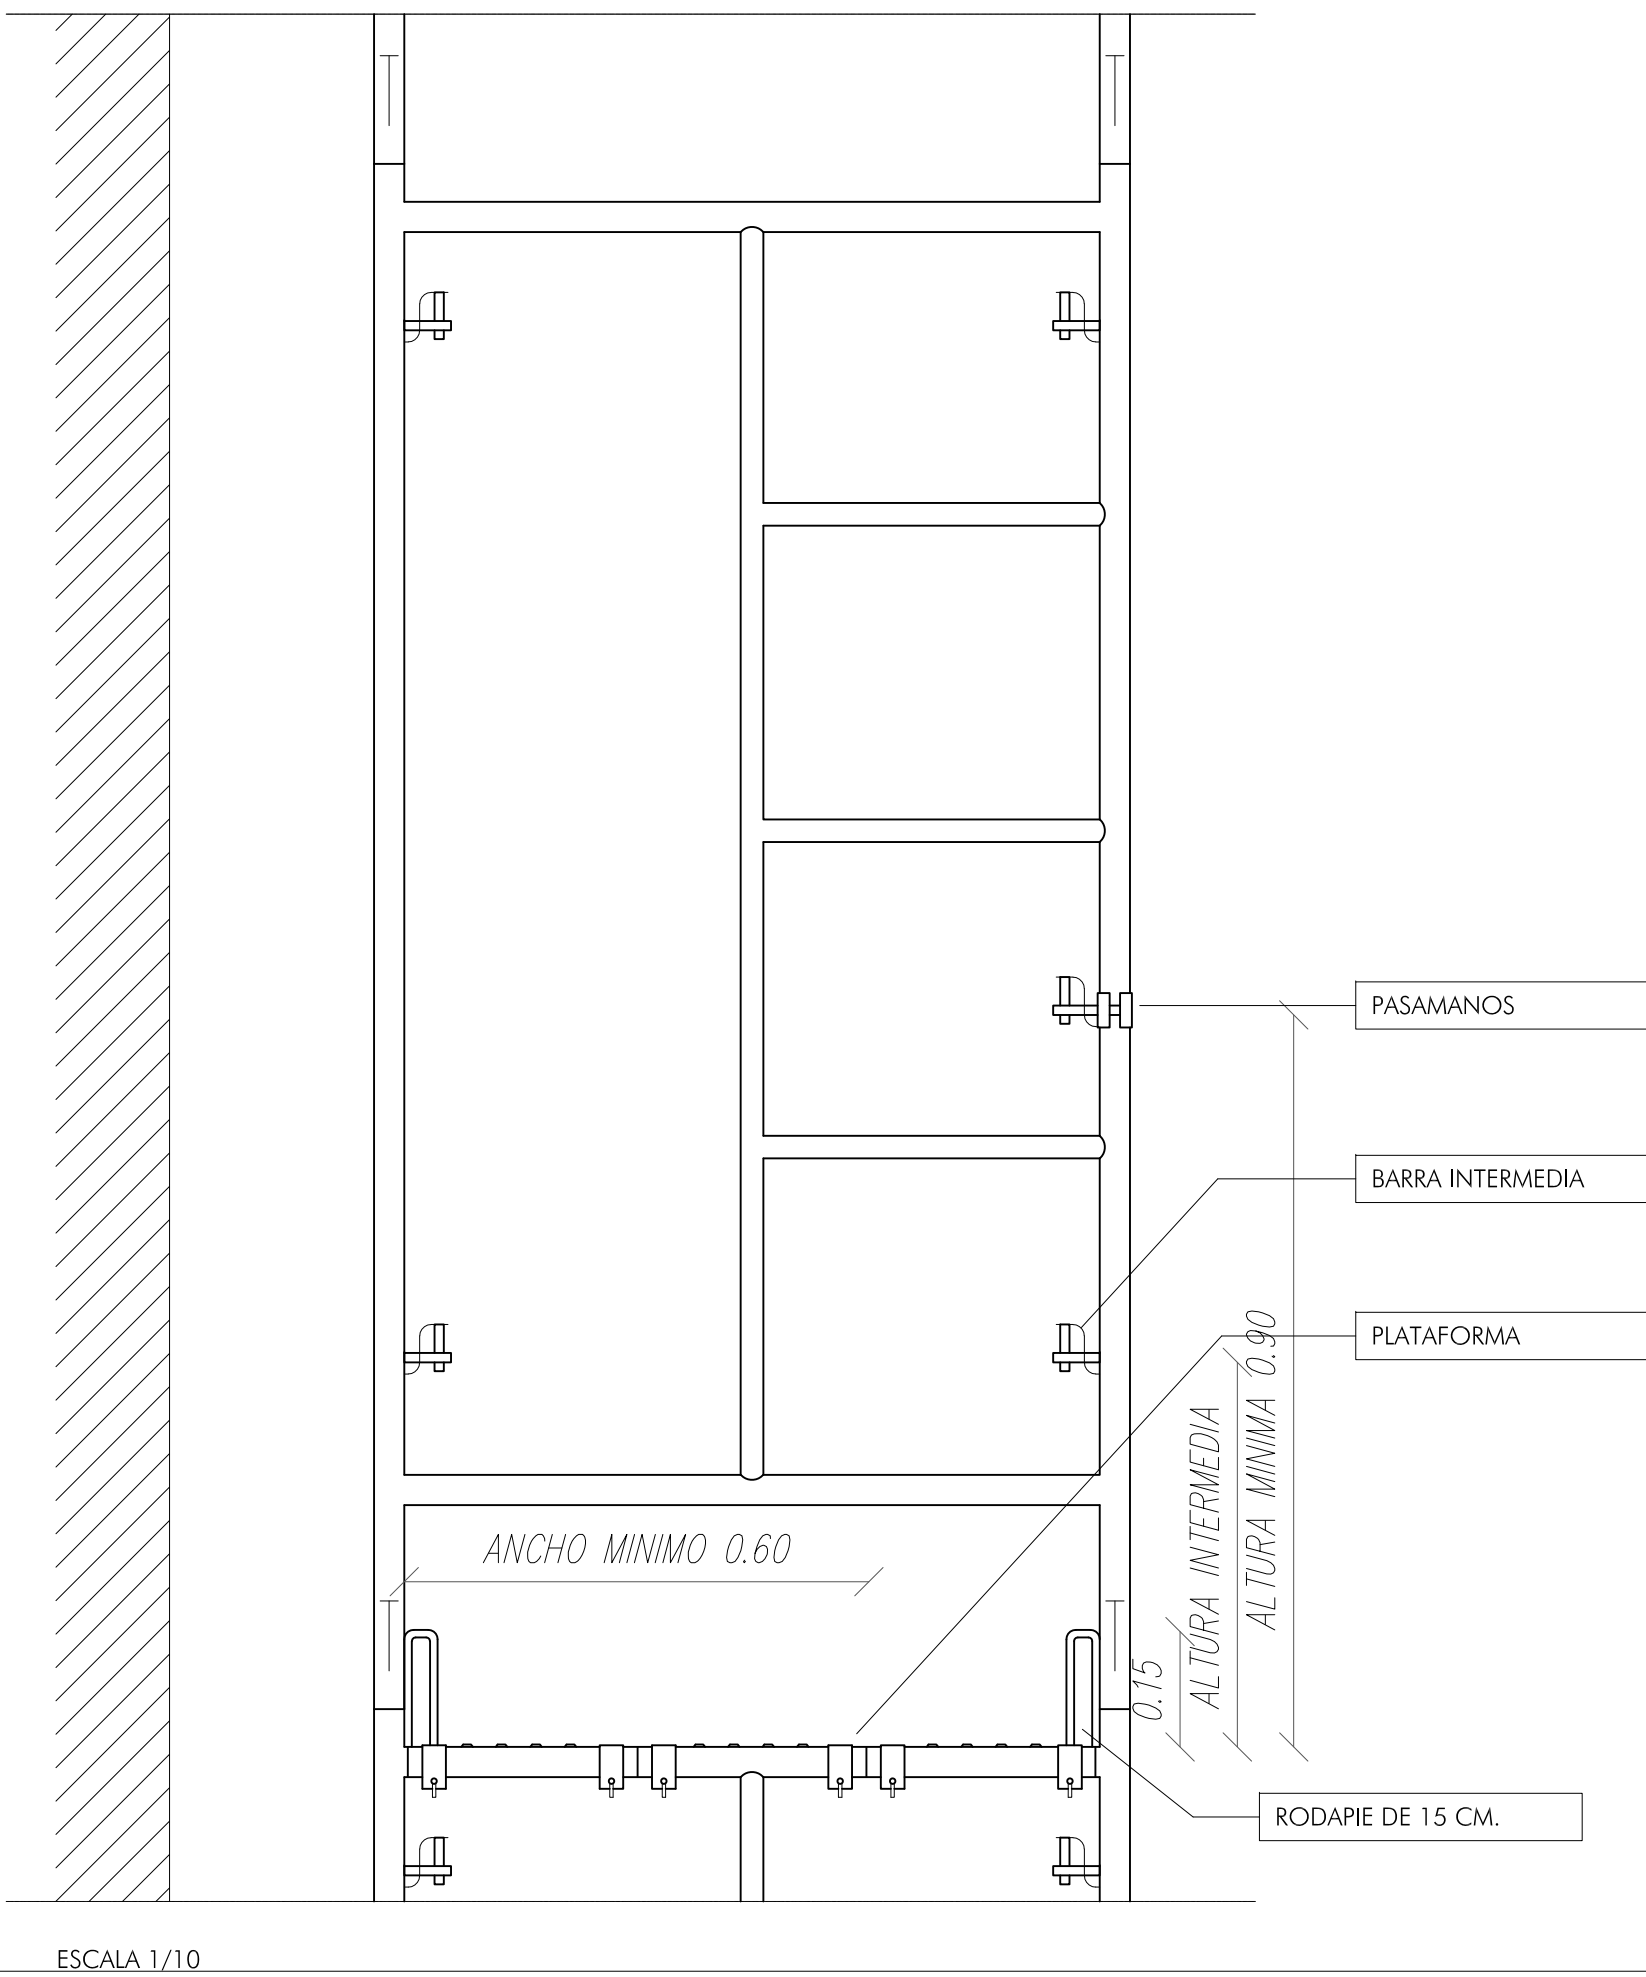 PASAMANOS
BARRA INTERMEDIA
PLATAFORMA
ALTURA MINIMA 0.90
ALTURA INTERMEDIA
ANCHO MINIMO 0.60
0.15
RODAPIE DE 15 CM.
ESCALA 1/10